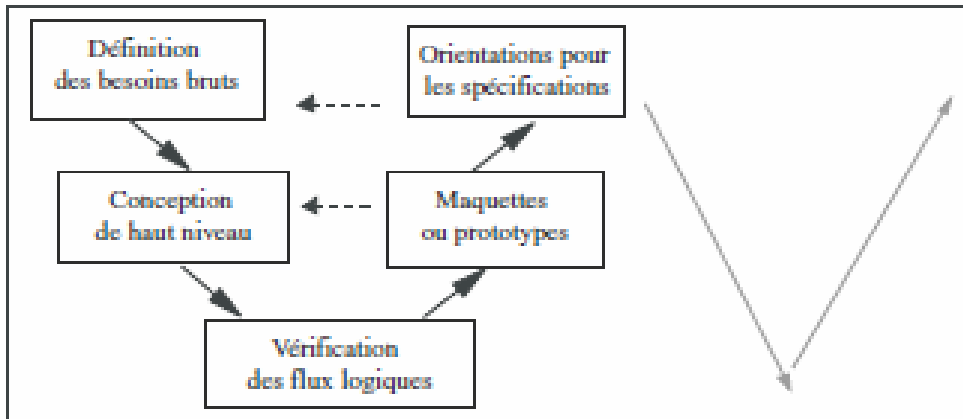 Définition
des besoins bruts
Orientations pour
les spécifications
Conception
de haut niveau
Maquettes
ou prototypes
Vérification
des flux logiques